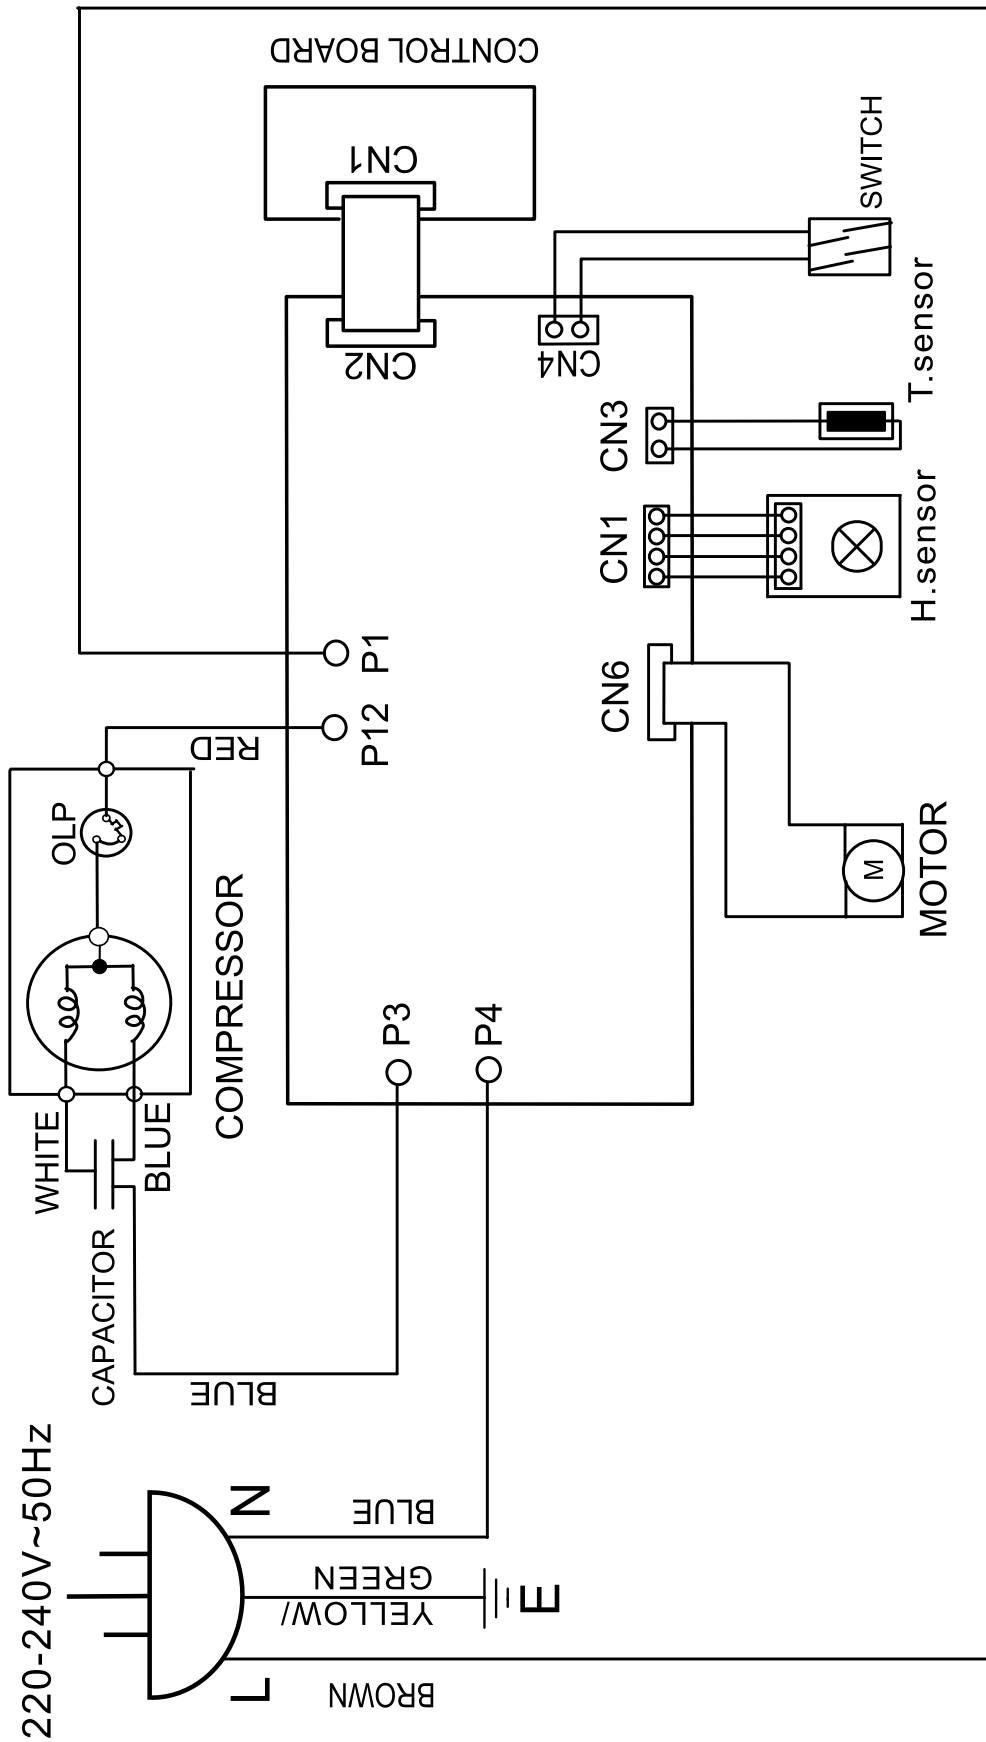 220-240V~50Hz
L
N
E
BROWN
YELLOW/
GREEN
BLUE
BLUE
CAPACITOR
WHITE
BLUE
COMPRESSOR
OLP
RED
P3
P4
P12
P1
CONTROL BOARD
CN1
CN2
CN4
CN3
CN1
CN6
SWITCH
T.sensor
H.sensor
M
MOTOR